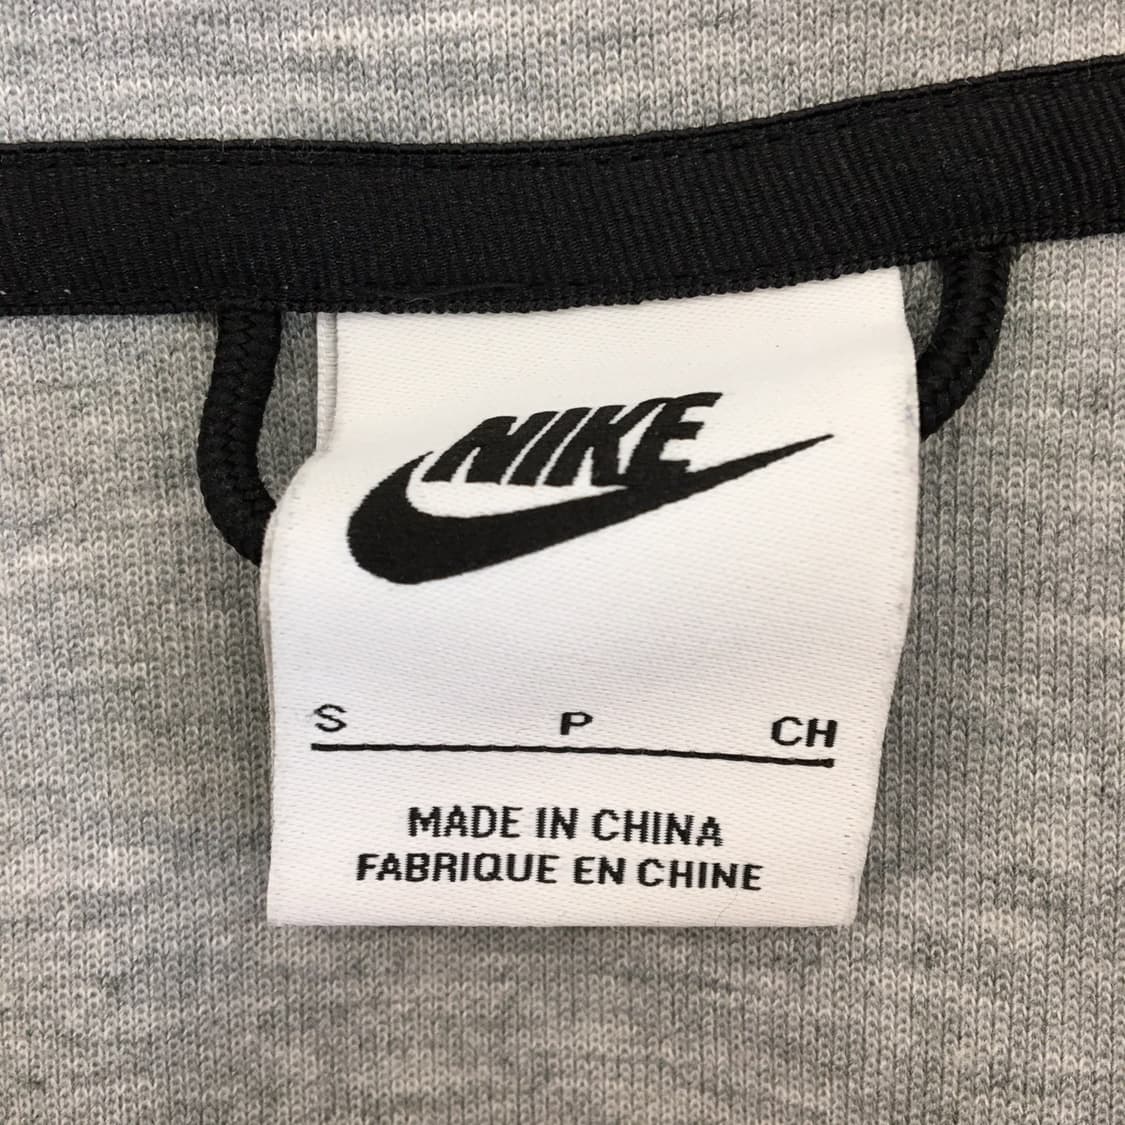 NIKE
S P CH
MADE IN CHINA
FABRIQUE EN CHINE